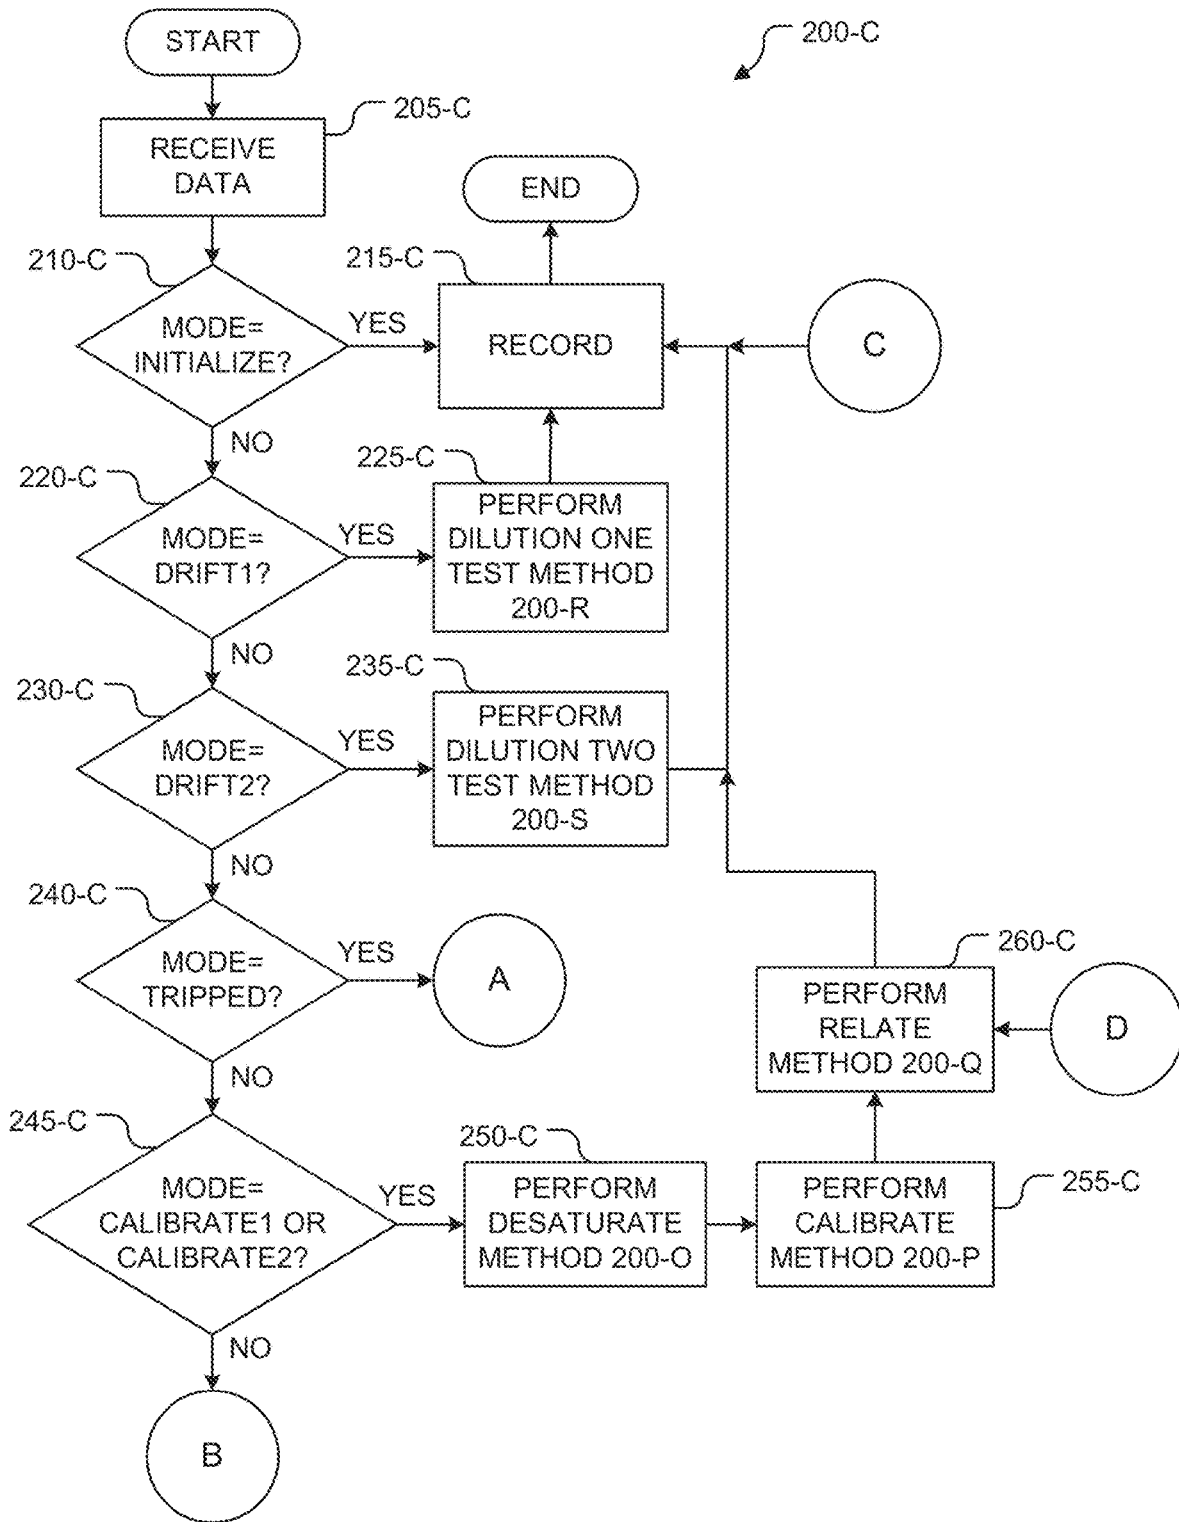 START
200-C
205-C
RECEIVE
DATA
END
210-C
215-C
MODE=
INITIALIZE?
YES
RECORD
C
NO
220-C
225-C
MODE=
DRIFT1?
YES
PERFORM
DILUTION ONE
TEST METHOD
200-R
NO
230-C
235-C
MODE=
DRIFT2?
YES
PERFORM
DILUTION TWO
TEST METHOD
200-S
NO
240-C
MODE=
TRIPPED?
YES
A
260-C
PERFORM
RELATE
METHOD 200-Q
D
NO
245-C
250-C
255-C
MODE=
CALIBRATE1 OR
CALIBRATE2?
YES
PERFORM
DESATURATE
METHOD 200-O
PERFORM
CALIBRATE
METHOD 200-P
NO
B